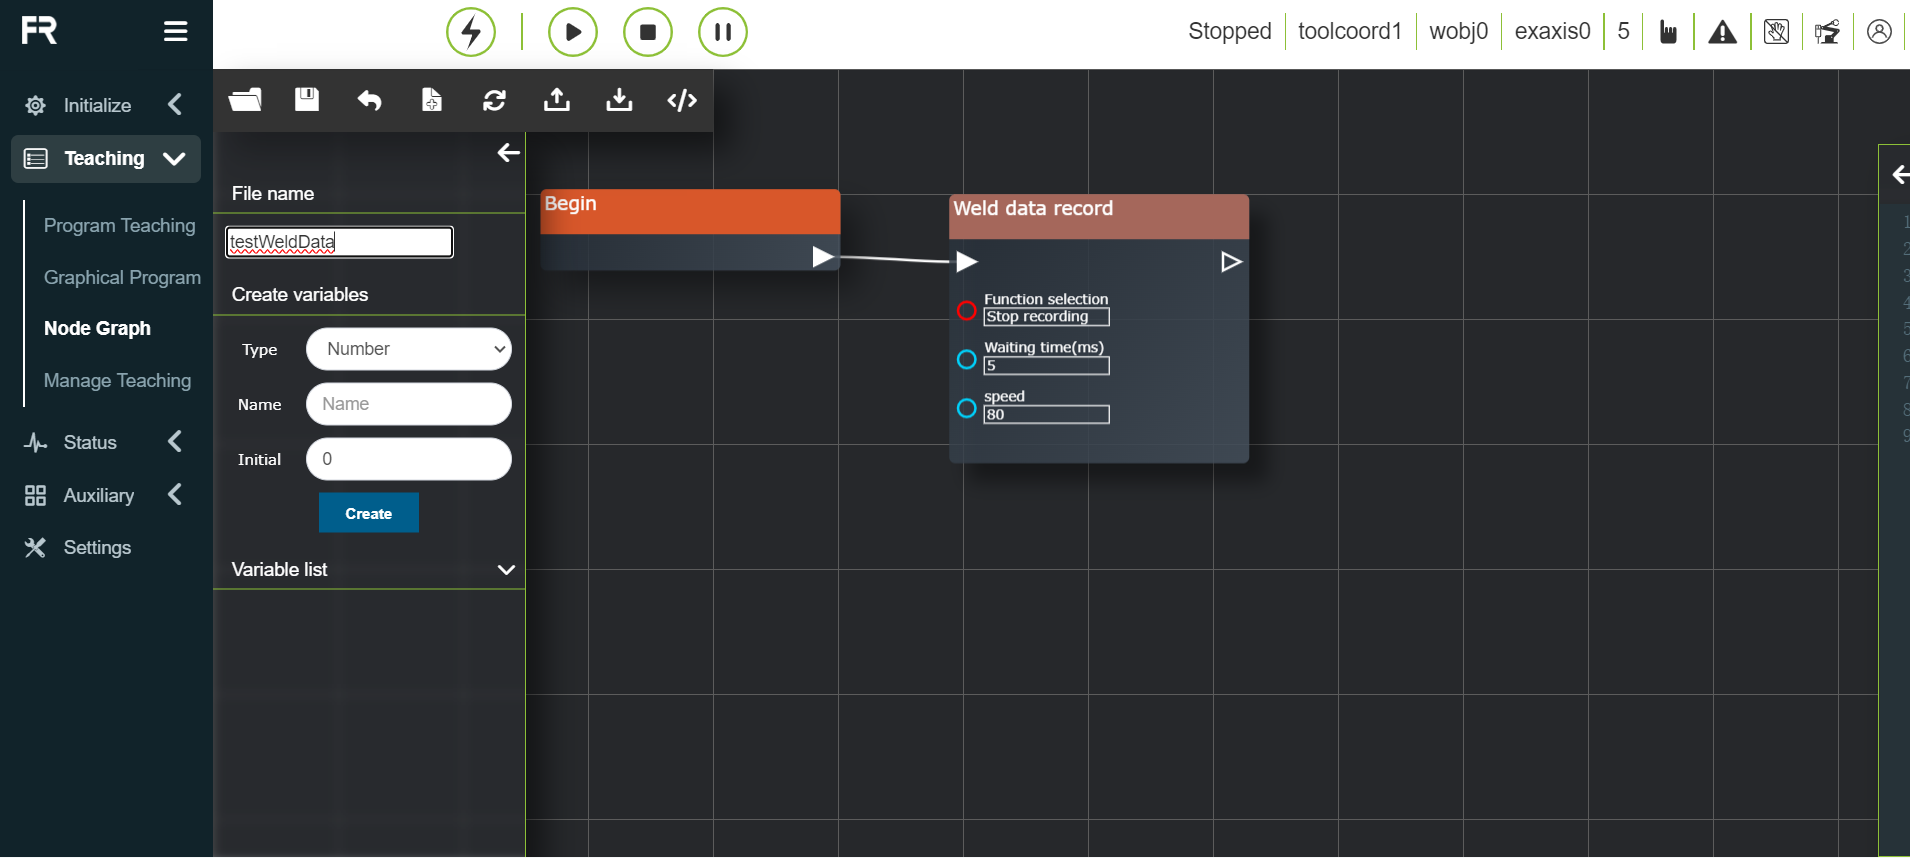 FR
Stopped
toolcoord1
wobj0
exaxis0
5
Initialize
Teaching
Program Teaching
Graphical Program
Node Graph
Manage Teaching
Status
Auxiliary
Settings
File name
testWeldData
Create variables
Type
Number
Name
Name
Initial
0
Create
Variable list
Begin
Weld data record
Function selection
Stop recording
Waiting time(ms)
5
speed
80
1
2
3
4
5
6
7
8
9